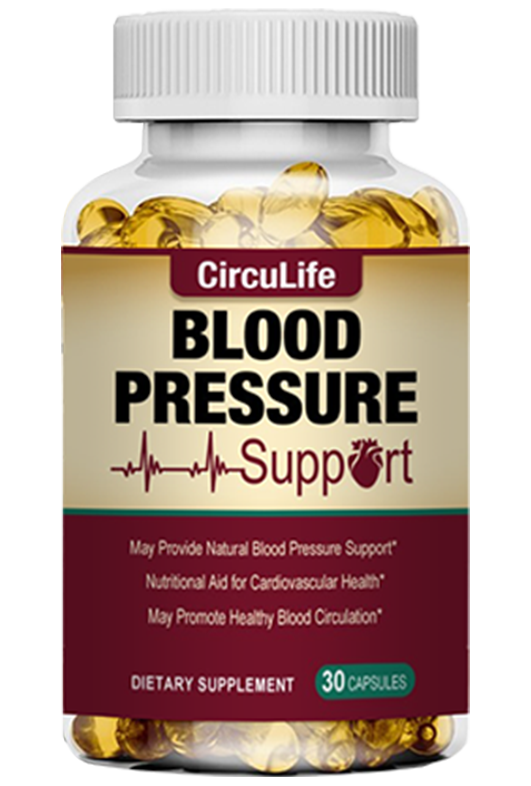 CircuLife
BLOOD
PRESSURE
Support
May Provide Natural Blood Pressure Support*
Nutritional Aid for Cardiovascular Health*
May Promote Healthy Blood Circulation*
DIETARY SUPPLEMENT 30 CAPSULES